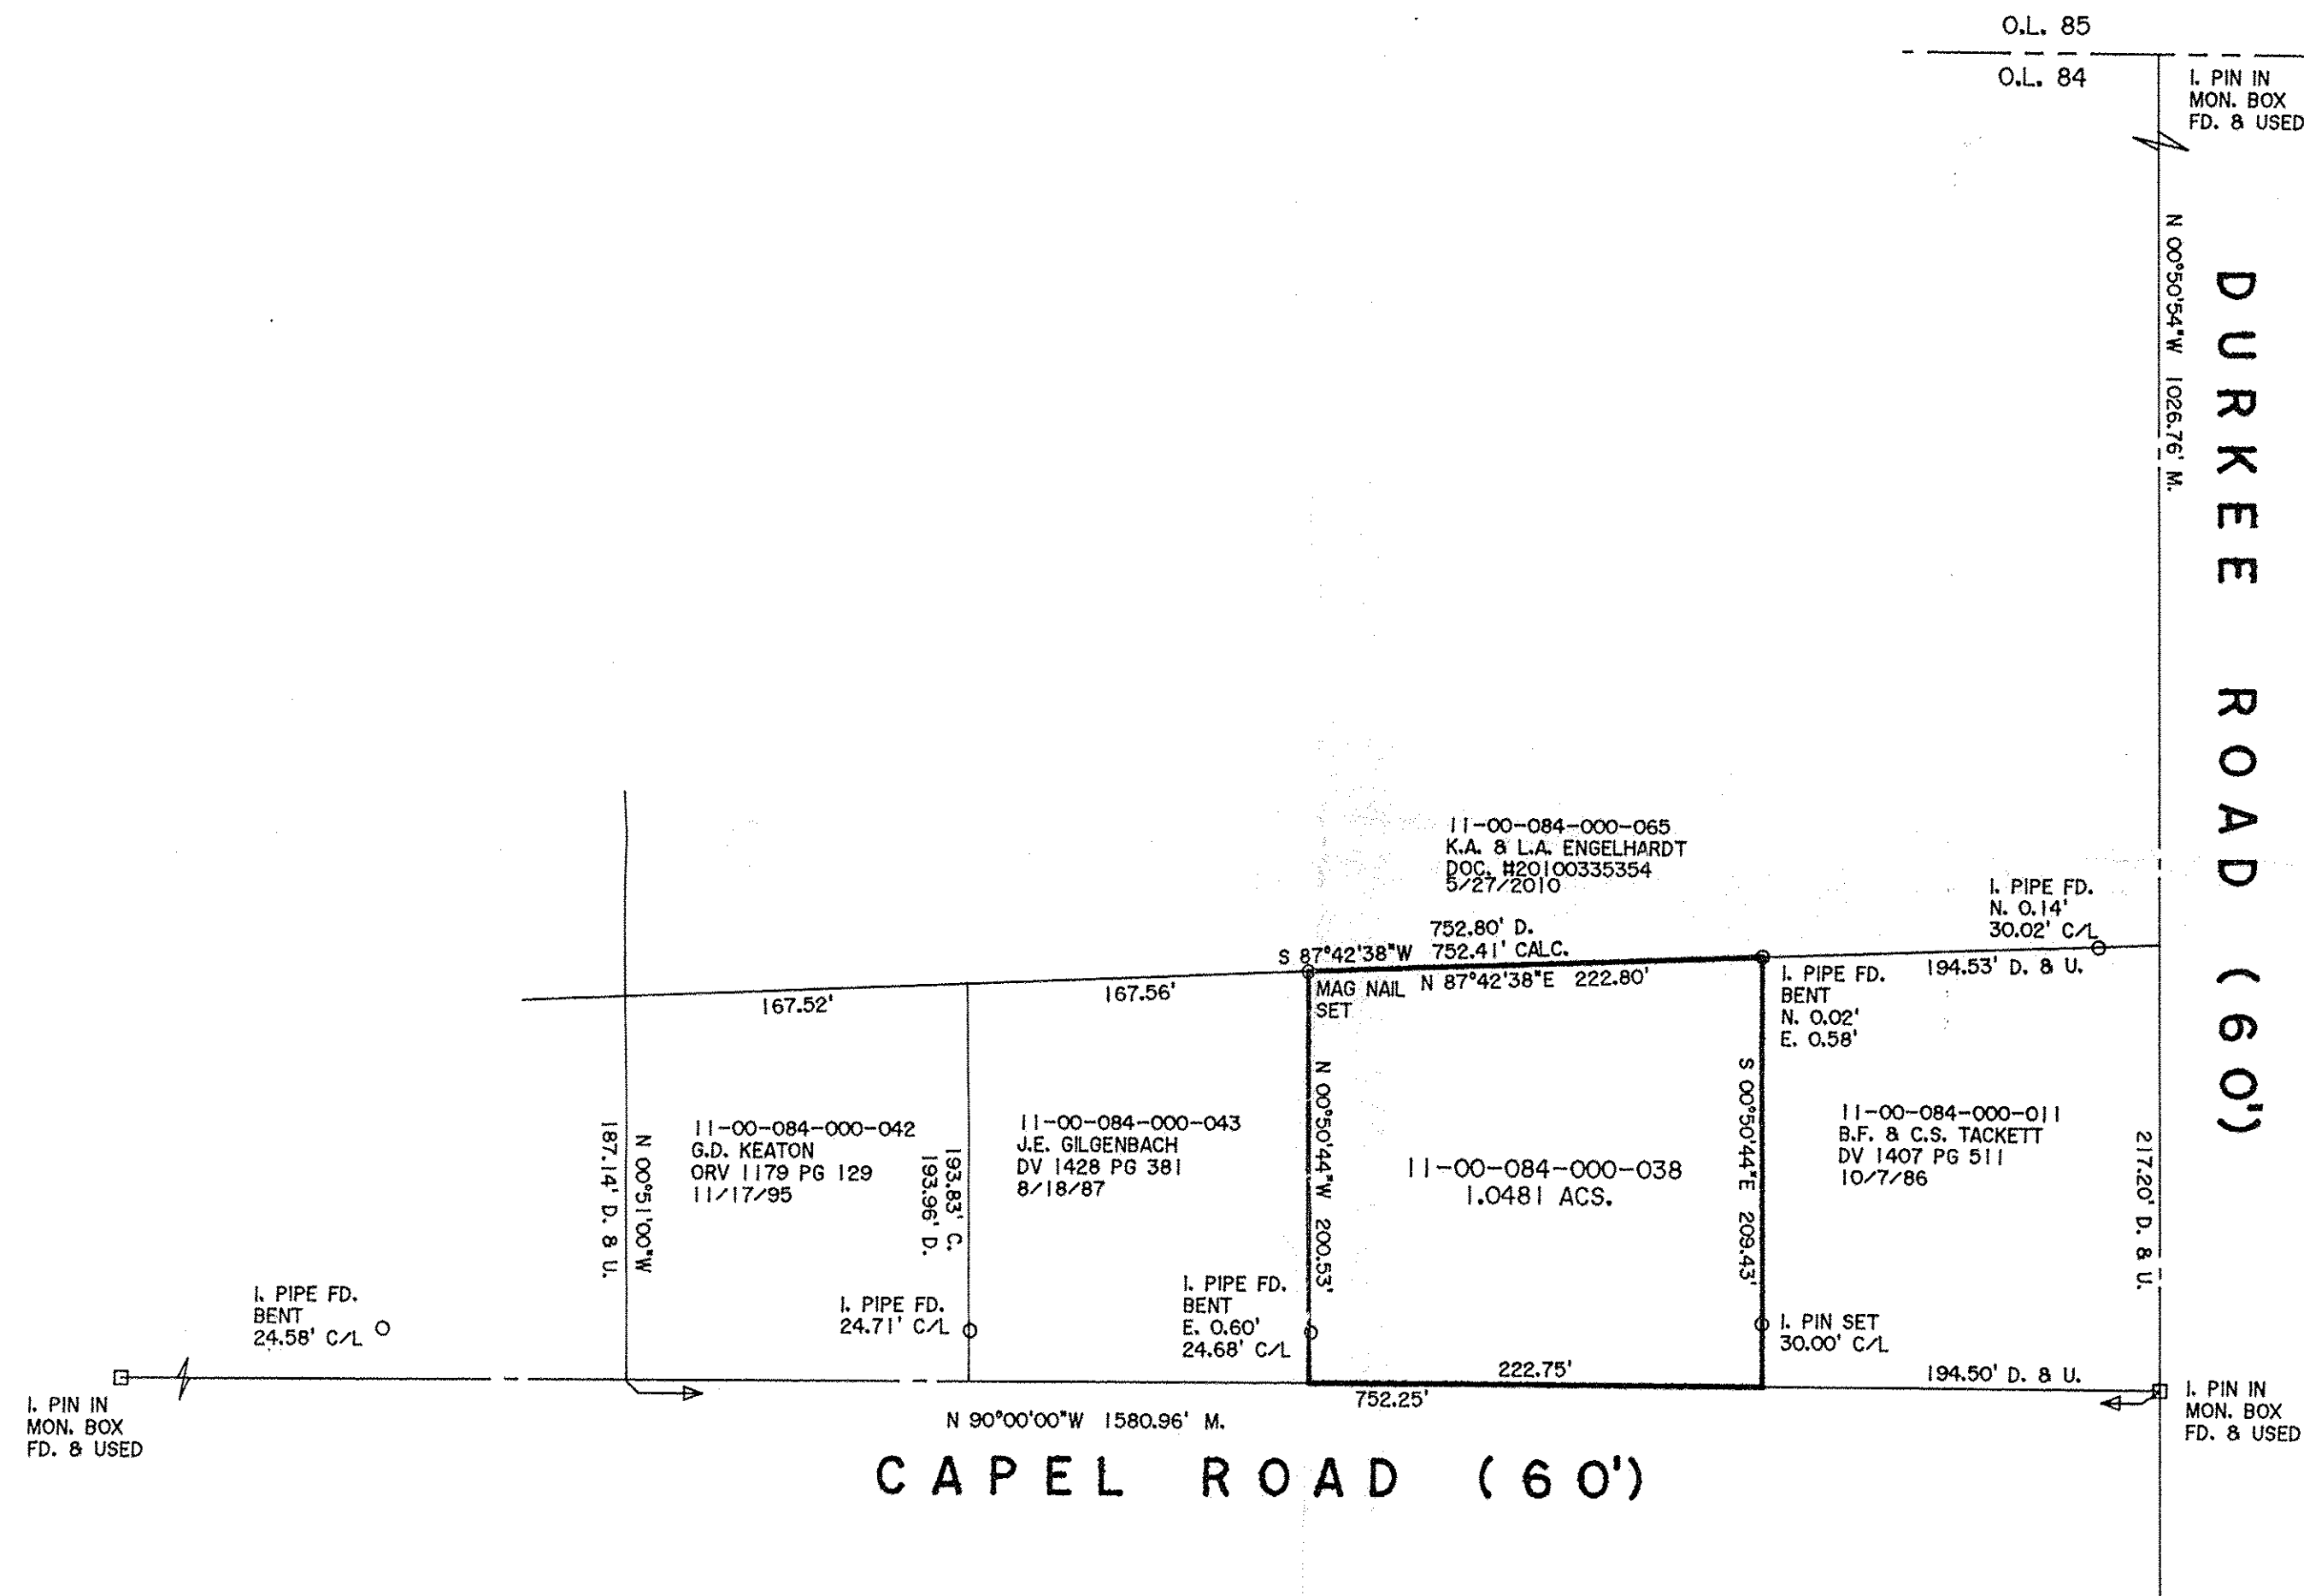 O.L. 85
O.L. 84
I. PIN IN
MON. BOX
FD. & USED
N 00°50'54"W 1026.76' M.
DURKEE ROAD (60')
11-00-084-000-065
K.A. & L.A. ENGELHARDT
DOC. #20100335354
5/27/2010
I. PIPE FD.
N. 0.14'
30.02' C/L
752.80' D.
S 87°42'38"W 752.41' CALC.
N 87°42'38"E 222.80'
194.53' D. & U.
MAG NAIL
SET
I. PIPE FD.
BENT
N. 0.02'
E. 0.58'
167.52'
167.56'
187.14' D. & U.
N 00°51'00"W
11-00-084-000-042
G.D. KEATON
ORV 1179 PG 129
11/17/95
193.83' C.
193.96' D.
11-00-084-000-043
J.E. GILGENBACH
DV 1428 PG 381
8/18/87
N 00°50'44"W 200.53'
11-00-084-000-038
1.0481 ACS.
S 00°50'44"E 209.43'
11-00-084-000-011
B.F. & C.S. TACKETT
DV 1407 PG 511
10/7/86
217.20' D. & U.
I. PIPE FD.
BENT
24.58' C/L
I. PIPE FD.
24.71' C/L
I. PIPE FD.
BENT
E. 0.60'
24.68' C/L
I. PIN SET
30.00' C/L
222.75'
194.50' D. & U.
752.25'
I. PIN IN
MON. BOX
FD. & USED
N 90°00'00"W 1580.96' M.
I. PIN IN
MON. BOX
FD. & USED
CAPEL ROAD (60')